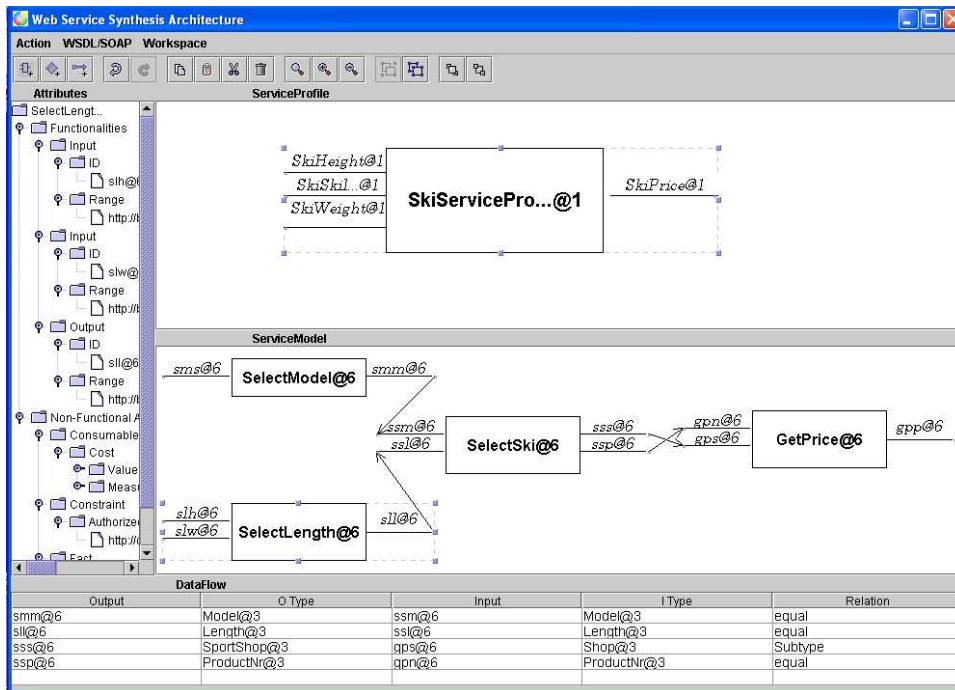 Web Service Synthesis Architecture
Action WSDL/SOAP Workspace
Attributes
ServiceProfile
SelectLengt...
Functionalities
Input
ID
slh@6
Range
http://
Input
ID
slw@
Range
http://
Output
ID
sll@6
Range
http://
Non-Functional A
Consumable
Cost
Value
Meas
Constraint
Authorize
http://
Fact
SkiHeight@1
SkiSkil...@1
SkiWeight@1
SkiServicePro...@1
SkiPrice@1
ServiceModel
sms@6
SelectModel@6
smm@6
ssm@6
ssl@6
SelectSki@6
sss@6
ssp@6
gpn@6
gps@6
GetPrice@6
gpp@6
slh@6
slw@6
SelectLength@6
sll@6
DataFlow
Output O Type Input I Type Relation
smm@6 Model@3 ssm@6 Model@3 equal
sll@6 Length@3 ssl@6 Length@3 equal
sss@6 SportShop@3 gps@6 Shop@3 Subtype
ssp@6 ProductNr@3 gpn@6 ProductNr@3 equal